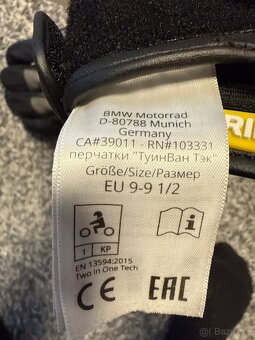 BMW Motorrad
D-80788 Munich
Germany
CA#39011 - RN#103331
перчатки "ТуинВан Тэк"
Größe/Size/Размер
EU 9-9 1/2
1 KP
EN 13594:2015
Two in One Tech
CE EAC